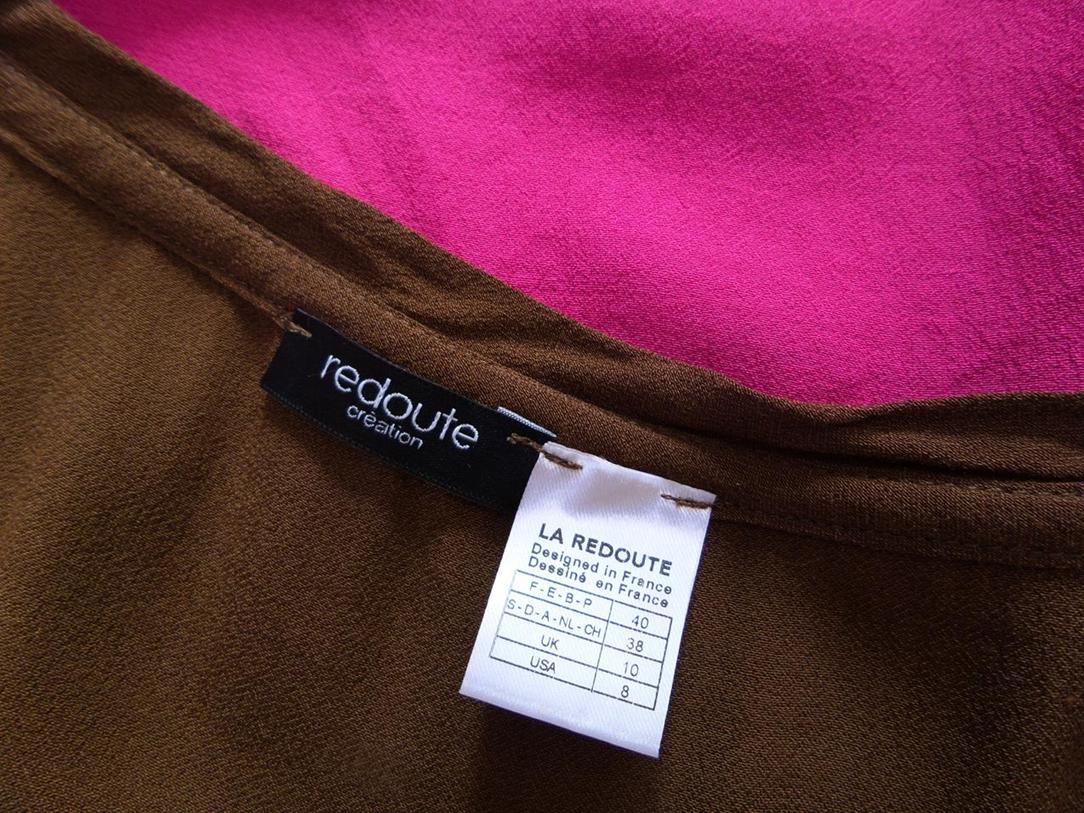 redoute
création
LA REDOUTE
Designed in France
Dessiné en France
F-E-B-P 40
S-D-A-NL-CH 38
UK 10
USA 8